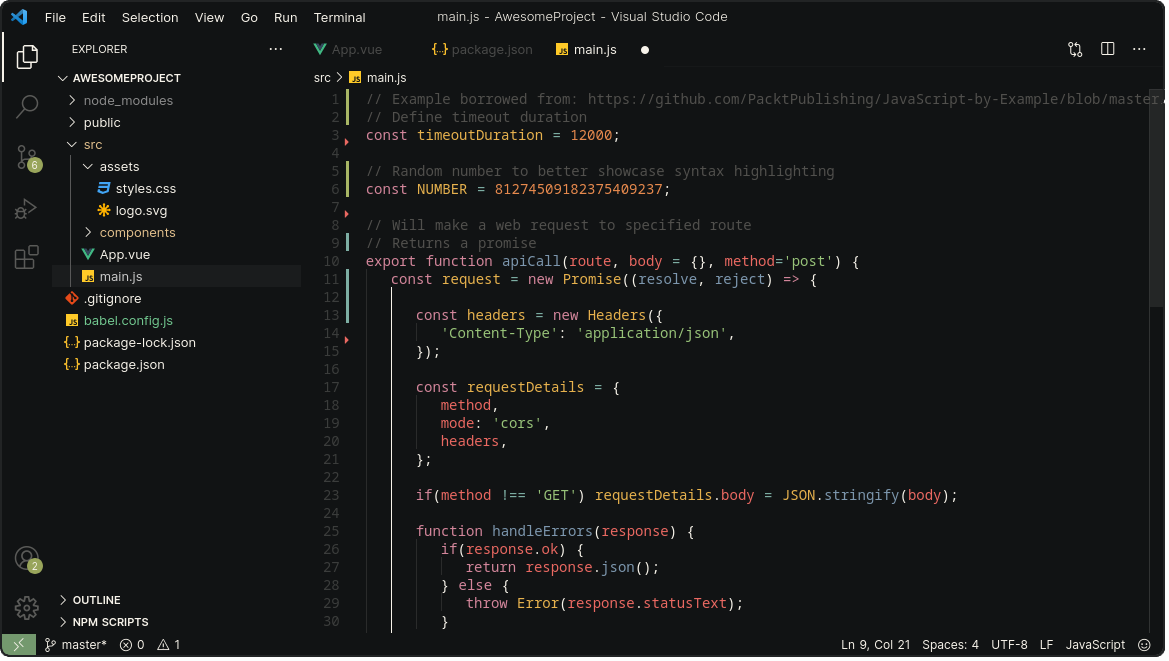 File Edit Selection View Go Run Terminal
main.js - AwesomeProject - Visual Studio Code
EXPLORER
App.vue
{..} package.json
JS main.js
AWESOMEPROJECT
node_modules
public
src
assets
styles.css
logo.svg
components
App.vue
JS main.js
.gitignore
JS babel.config.js
{..} package-lock.json
{..} package.json
OUTLINE
NPM SCRIPTS
6
2
src > JS main.js
1 // Example borrowed from: https://github.com/PacktPublishing/JavaScript-by-Example/blob/master
2 // Define timeout duration
3 const timeoutDuration = 12000;
4
5 // Random number to better showcase syntax highlighting
6 const NUMBER = 81274509182375409237;
7
8 // Will make a web request to specified route
9 // Returns a promise
10 export function apiCall(route, body = {}, method='post') {
11 const request = new Promise((resolve, reject) => {
12
13 const headers = new Headers({
14 'Content-Type': 'application/json',
15 });
16
17 const requestDetails = {
18 method,
19 mode: 'cors',
20 headers,
21 };
22
23 if(method !== 'GET') requestDetails.body = JSON.stringify(body);
24
25 function handleErrors(response) {
26 if(response.ok) {
27 return response.json();
28 } else {
29 throw Error(response.statusText);
30 }
master* 0 1
Ln 9, Col 21 Spaces: 4 UTF-8 LF JavaScript